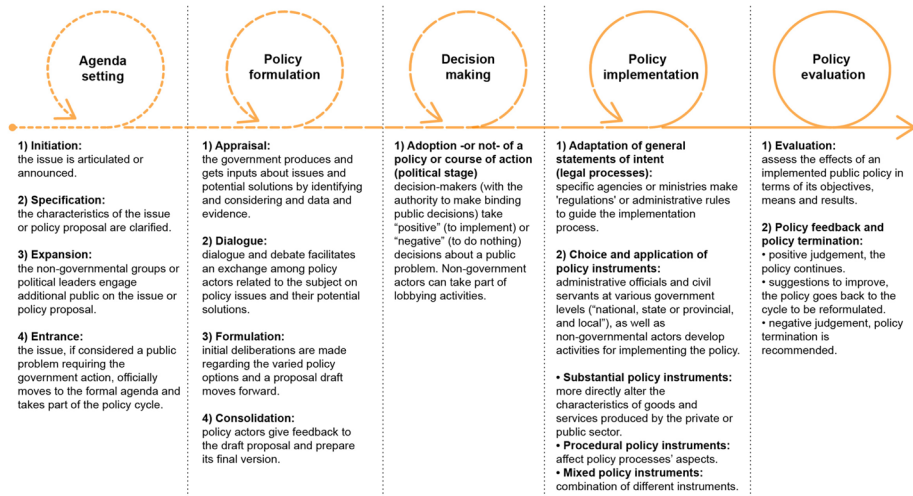 Agenda
setting
1) Initiation:
the issue is articulated or
announced.
2) Specification:
the characteristics of the issue
or policy proposal are clarified.
3) Expansion:
the non-governmental groups or
political leaders engage
additional public on the issue or
policy proposal.
4) Entrance:
the issue, if considered a public
problem requiring the
government action, officially
moves to the formal agenda and
takes part of the policy cycle.
Policy
formulation
1) Appraisal:
the government produces and
gets inputs about issues and
potential solutions by identifying
and considering and data and
evidence.
2) Dialogue:
dialogue and debate facilitates
an exchange among policy
actors related to the subject on
policy issues and their potential
solutions.
3) Formulation:
initial deliberations are made
regarding the varied policy
options and a proposal draft
moves forward.
4) Consolidation:
policy actors give feedback to
the draft proposal and prepare
its final version.
Decision
making
1) Adoption -or not- of a
policy or course of action
(political stage)
decision-makers (with the
authority to make binding
public decisions) take
“positive” (to implement) or
“negative” (to do nothing)
decisions about a public
problem. Non-government
actors can take part of
lobbying activities.
Policy
implementation
1) Adaptation of general
statements of intent
(legal processes):
specific agencies or ministries make
'regulations' or administrative rules
to guide the implementation
process.
2) Choice and application of
policy instruments:
administrative officials and civil
servants at various government
levels (“national, state or provincial,
and local”), as well as
non-governmental actors develop
activities for implementing the policy.
• Substantial policy instruments:
more directly alter the
characteristics of goods and
services produced by the private or
public sector.
• Procedural policy instruments:
affect policy processes’ aspects.
• Mixed policy instruments:
combination of different instruments.
Policy
evaluation
1) Evaluation:
assess the effects of an
implemented public policy in
terms of its objectives,
means and results.
2) Policy feedback and
policy termination:
• positive judgement, the
policy continues.
• suggestions to improve,
the policy goes back to the
cycle to be reformulated.
• negative judgement, policy
termination is
recommended.